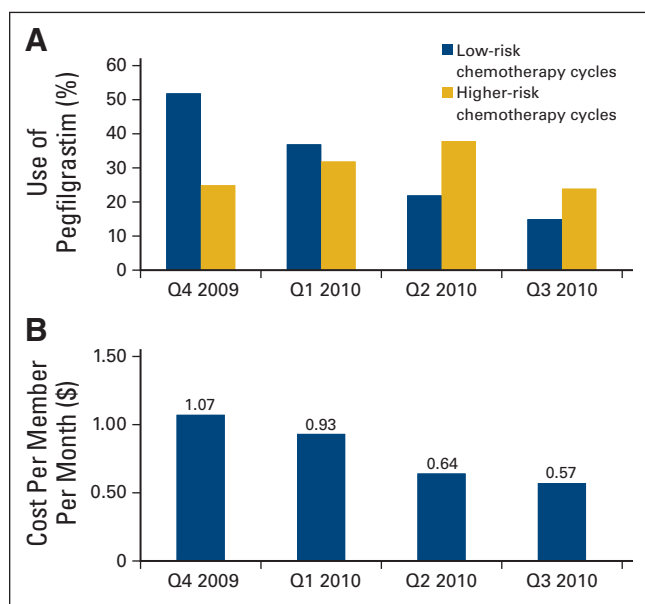 A
Low-risk
chemotherapy cycles
Higher-risk
chemotherapy cycles
Use of
Pegfilgrastim (%)
60
50
40
30
20
10
0
Q4 2009 Q1 2010 Q2 2010 Q3 2010
B
Cost Per Member
Per Month ($)
1.50
1.00
0.50
0
1.07
0.93
0.64
0.57
Q4 2009 Q1 2010 Q2 2010 Q3 2010